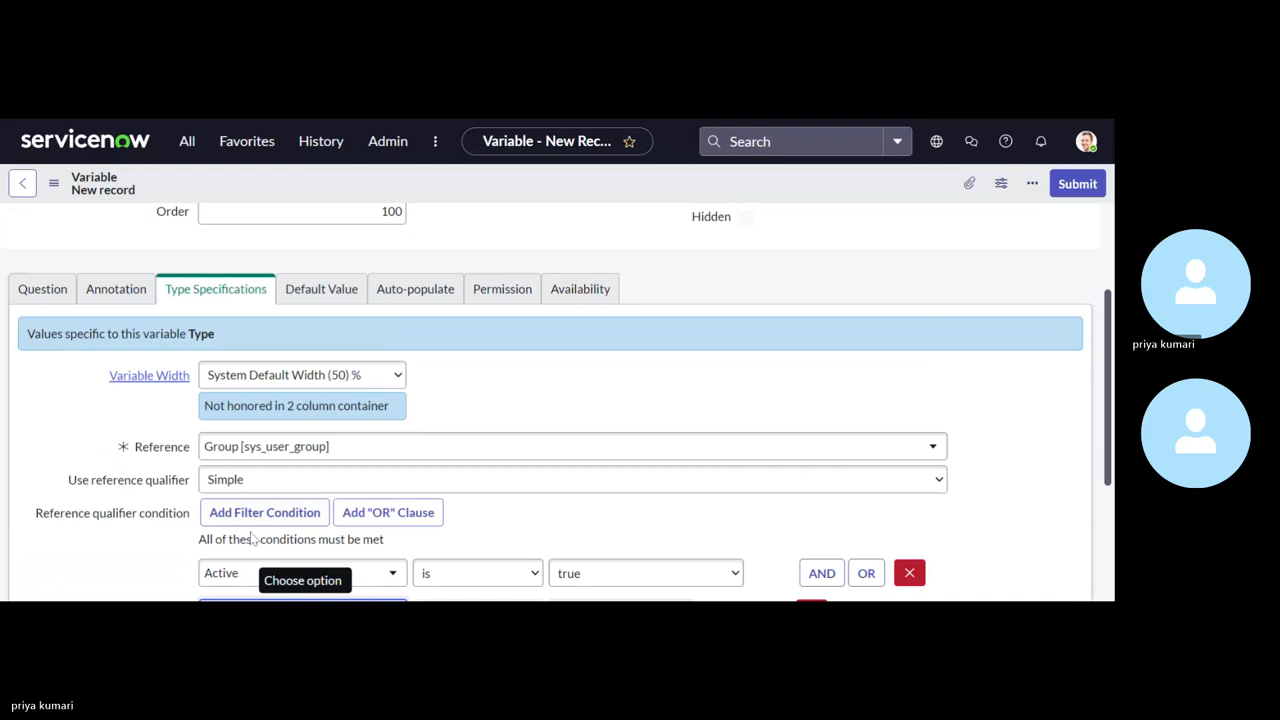 servicenow All Favorites History Admin Variable - New Rec... Search
Variable
New record
Submit
Order 100
Hidden
Question Annotation Type Specifications Default Value Auto-populate Permission Availability
Values specific to this variable Type
Variable Width System Default Width (50) %
Not honored in 2 column container
Reference Group [sys_user_group]
Use reference qualifier Simple
Reference qualifier condition Add Filter Condition Add "OR" Clause
All of these conditions must be met
Active is true AND OR
Choose option
priya kumari
priya kumari